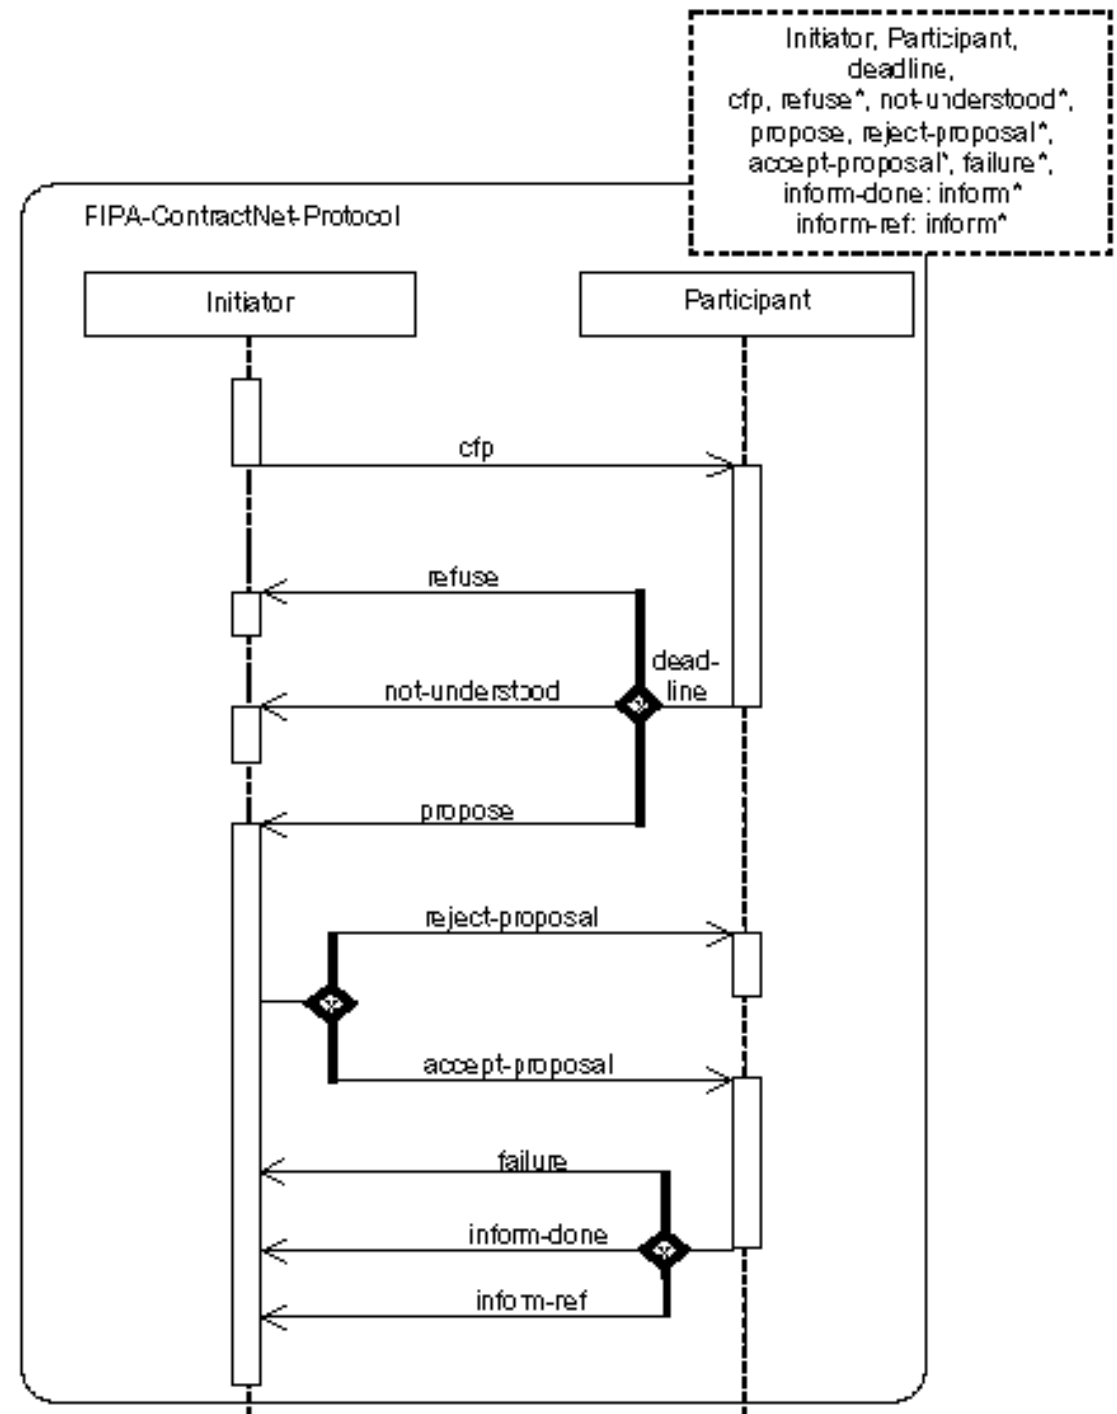 Initiator, Participant,
deadline,
cfp, refuse*, not-understood*,
propose, reject-proposal*,
accept-proposal*, failure*,
inform-done: inform*
inform-ref: inform*
FIPA-ContractNet-Protocol
Initiator
Participant
cfp
refuse
dead-
line
not-understood
propose
reject-proposal
accept-proposal
failure
inform-done
inform-ref